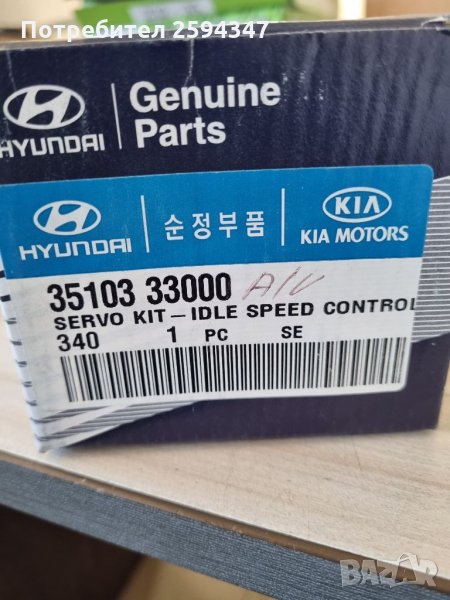 Потребител 2594347
HYUNDAI
Genuine
Parts
HYUNDAI
순정부품
KIA
KIA MOTORS
35103 33000 A/V
SERVO KIT-IDLE SPEED CONTROL
340 1 PC SE
bazar